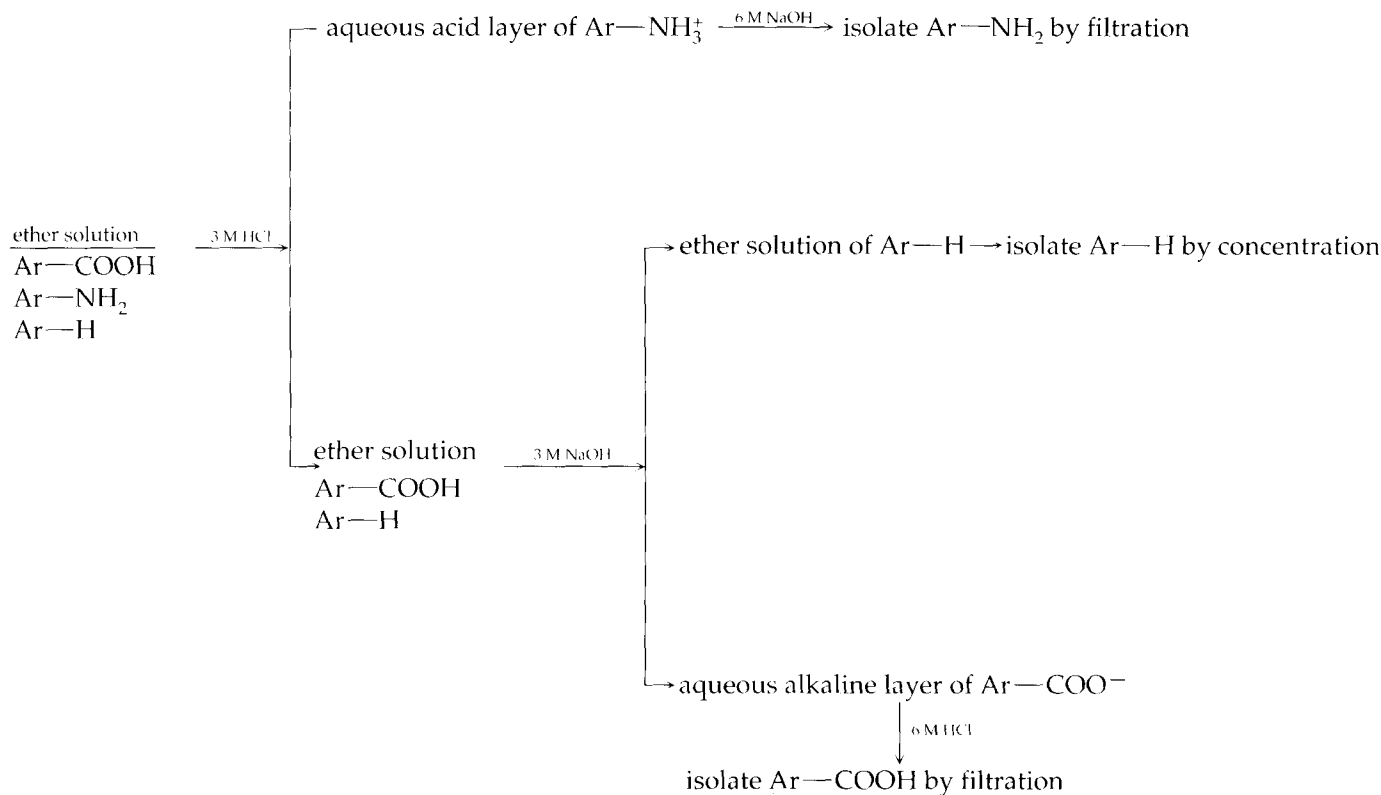 aqueous acid layer of Ar—NH₃⁺ 6 M NaOH isolate Ar—NH₂ by filtration
ether solution
Ar—COOH
Ar—NH₂
Ar—H
3 M HCl
ether solution of Ar—H → isolate Ar—H by concentration
ether solution
Ar—COOH
Ar—H
3 M NaOH
aqueous alkaline layer of Ar—COO⁻
6 M HCl
isolate Ar—COOH by filtration